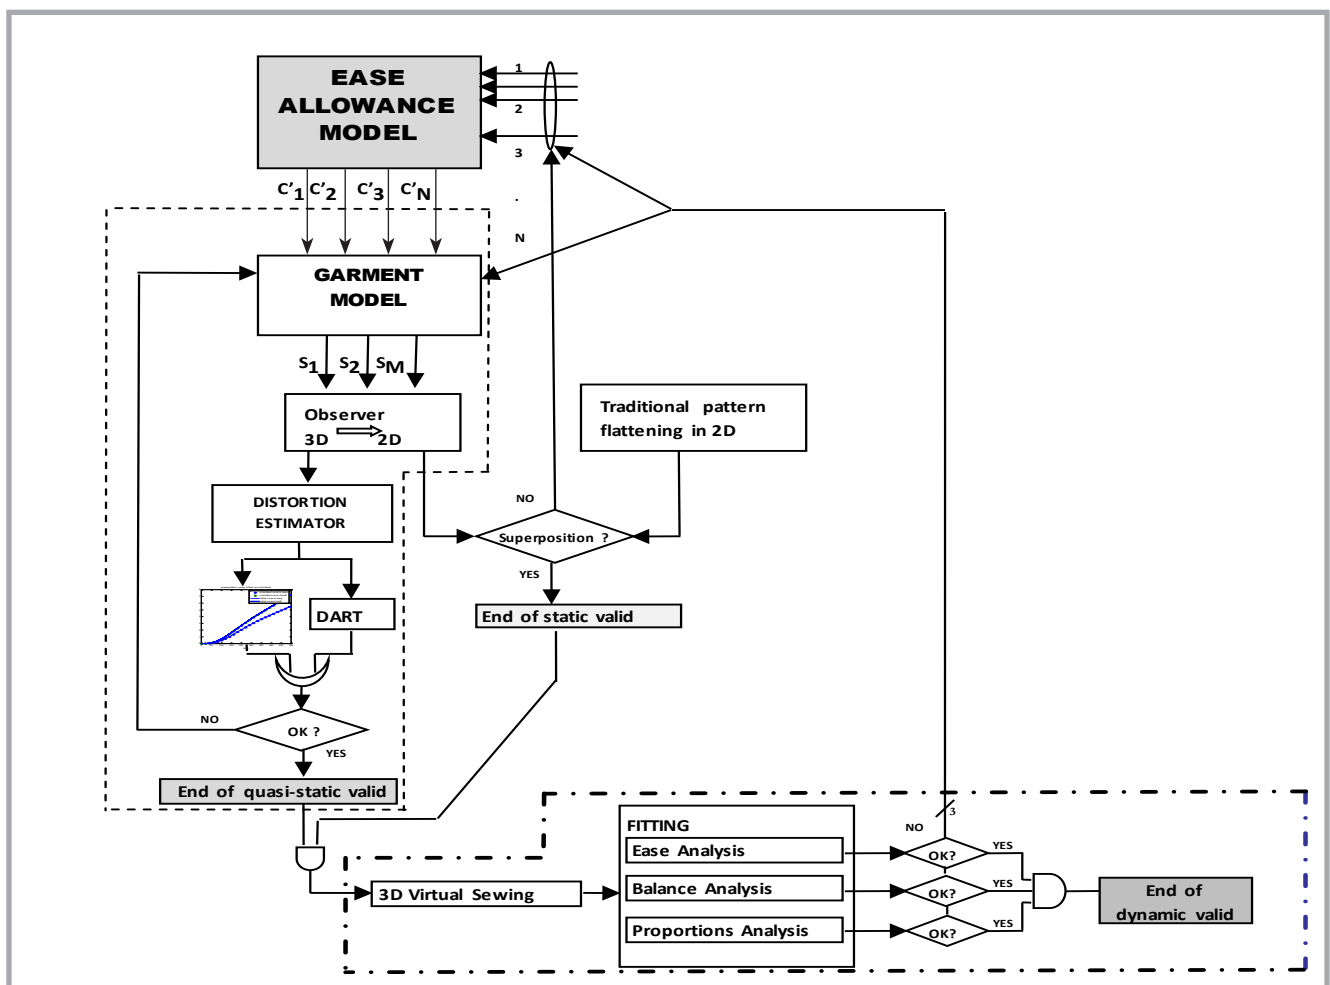 EASE
ALLOWANCE
MODEL
1
2
3
.
N
C'1 C'2 C'3 C'N
GARMENT
MODEL
S1 S2 SM
Observer
3D 2D
Traditional pattern
flattening in 2D
DISTORTION
ESTIMATOR
NO
Superposition ?
YES
DART
End of static valid
NO
OK ?
YES
End of quasi-static valid
3
FITTING
NO
Ease Analysis
OK?
YES
3D Virtual Sewing
Balance Analysis
OK?
YES
End of
dynamic valid
Proportions Analysis
OK?
YES